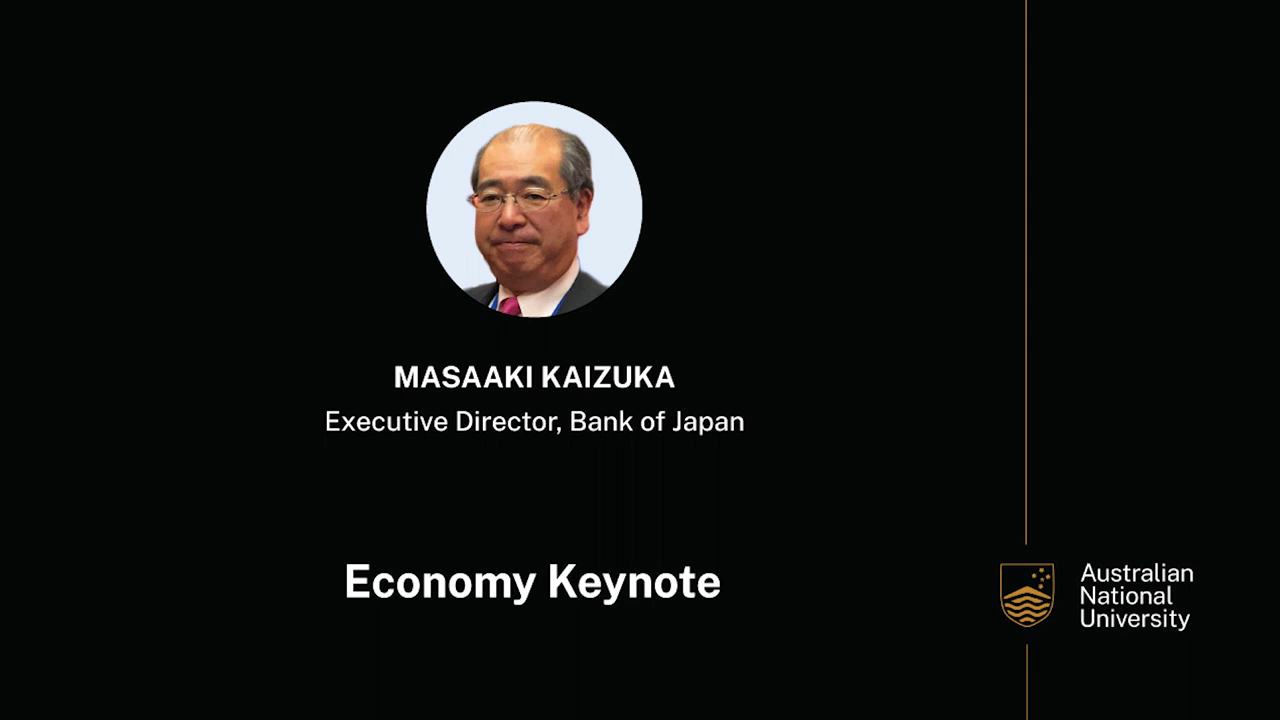 MASAAKI KAIZUKA
Executive Director, Bank of Japan
Economy Keynote
Australian
National
University